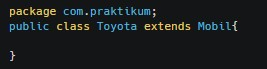 package com.praktikum;
public class Toyota extends Mobil{
}